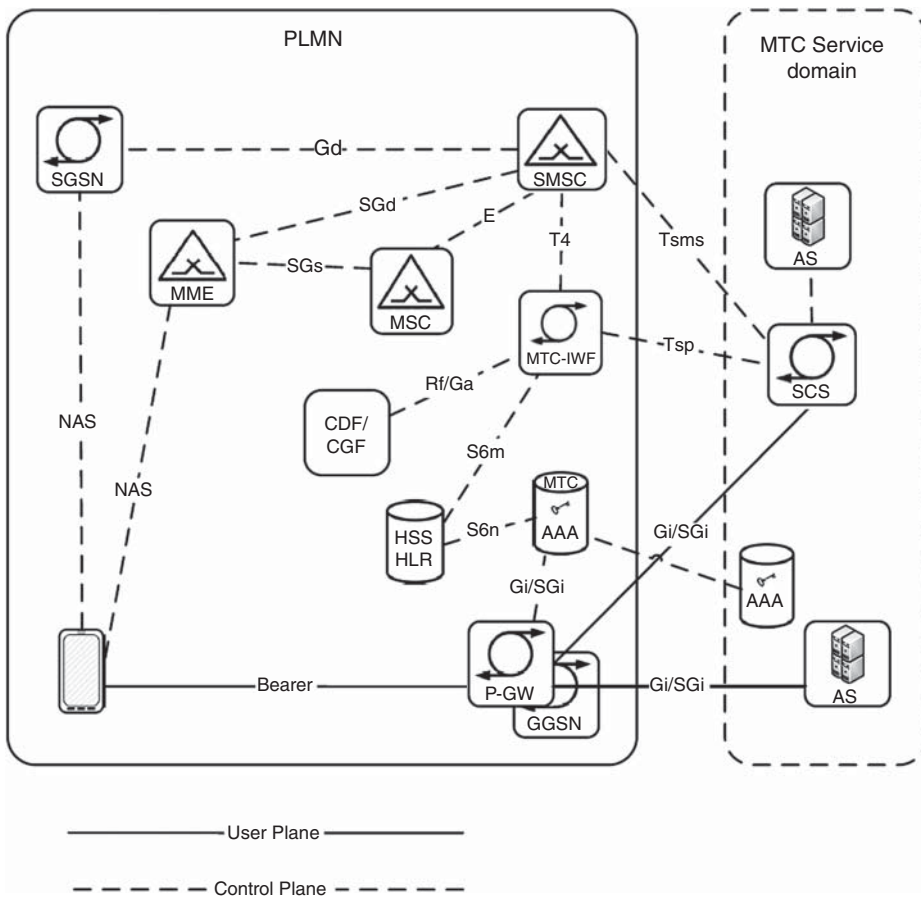 PLMN
MTC Service
domain
SGSN
Gd
SMSC
SGd
E
T4
Tsms
AS
MME
SGs
MSC
MTC-IWF
Tsp
SCS
Rf/Ga
CDF/
CGF
NAS
S6m
NAS
MTC
AAA
HSS
HLR
S6n
Gi/SGi
Gi/SGi
AAA
Bearer
P-GW
Gi/SGi
AS
GGSN
User Plane
Control Plane